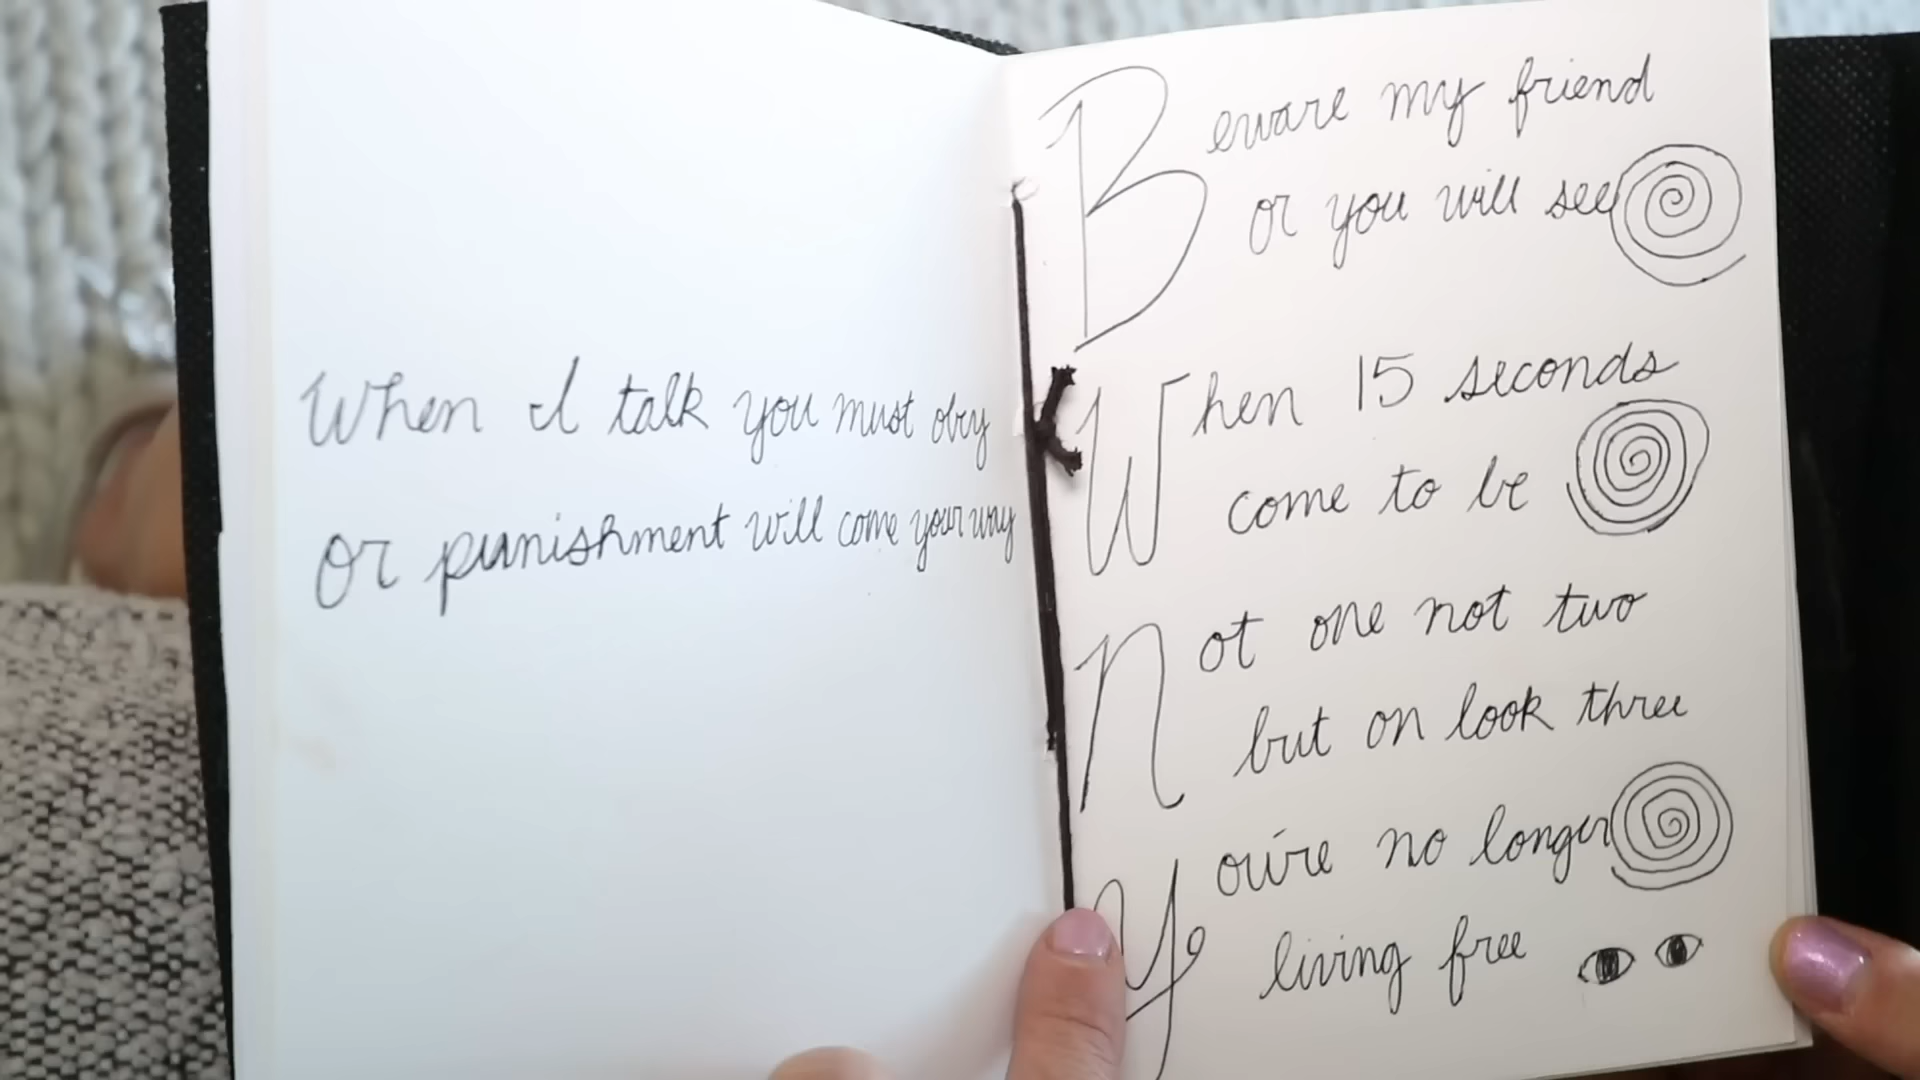 When I talk you must obey
Or punishment will come your way
Beware my friend
or you will see
When 15 seconds
come to be
Not one not two
but on look three
You're no longer
living free